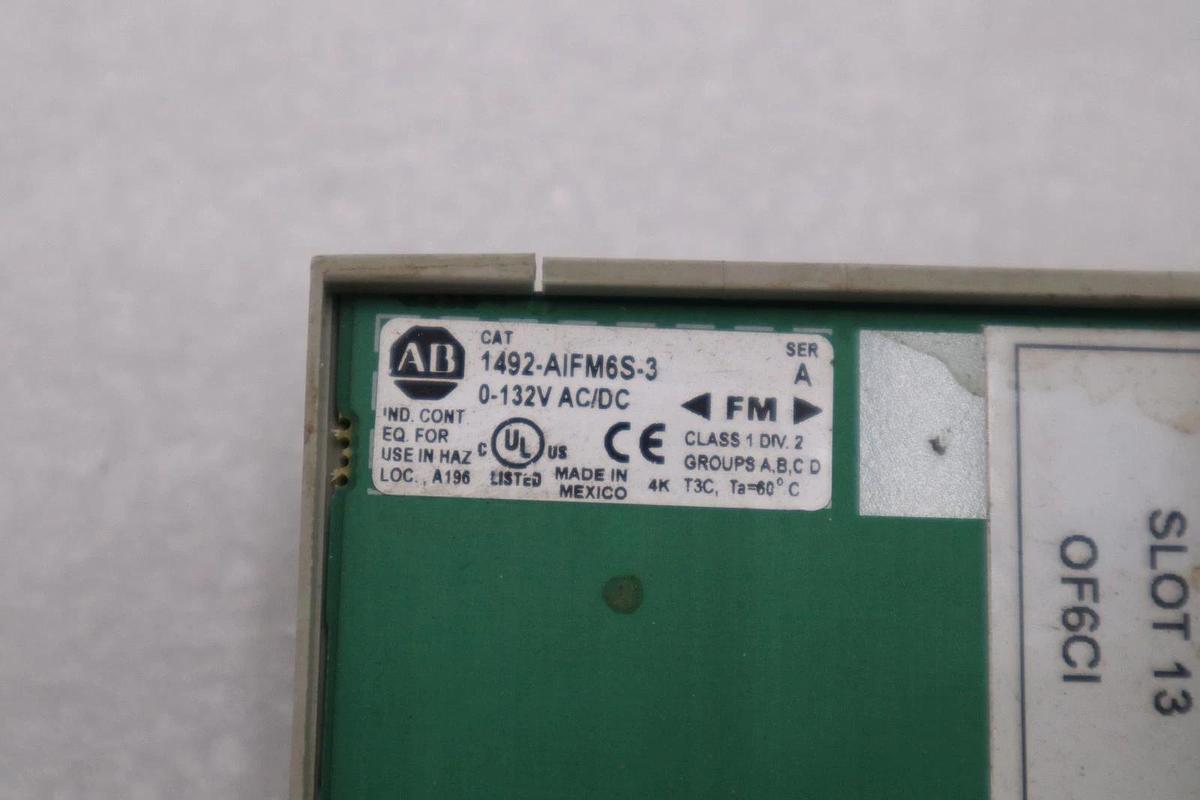 AB
CAT
1492-AIFM6S-3
0-132V AC/DC
SER
A
IND. CONT
EQ. FOR
USE IN HAZ
LOC., A196
C UL US
LISTED
CE
MADE IN
MEXICO
4K
FM
CLASS 1 DIV. 2
GROUPS A,B,C D
T3C, Ta=60°C
SLOT 13
OF6CI